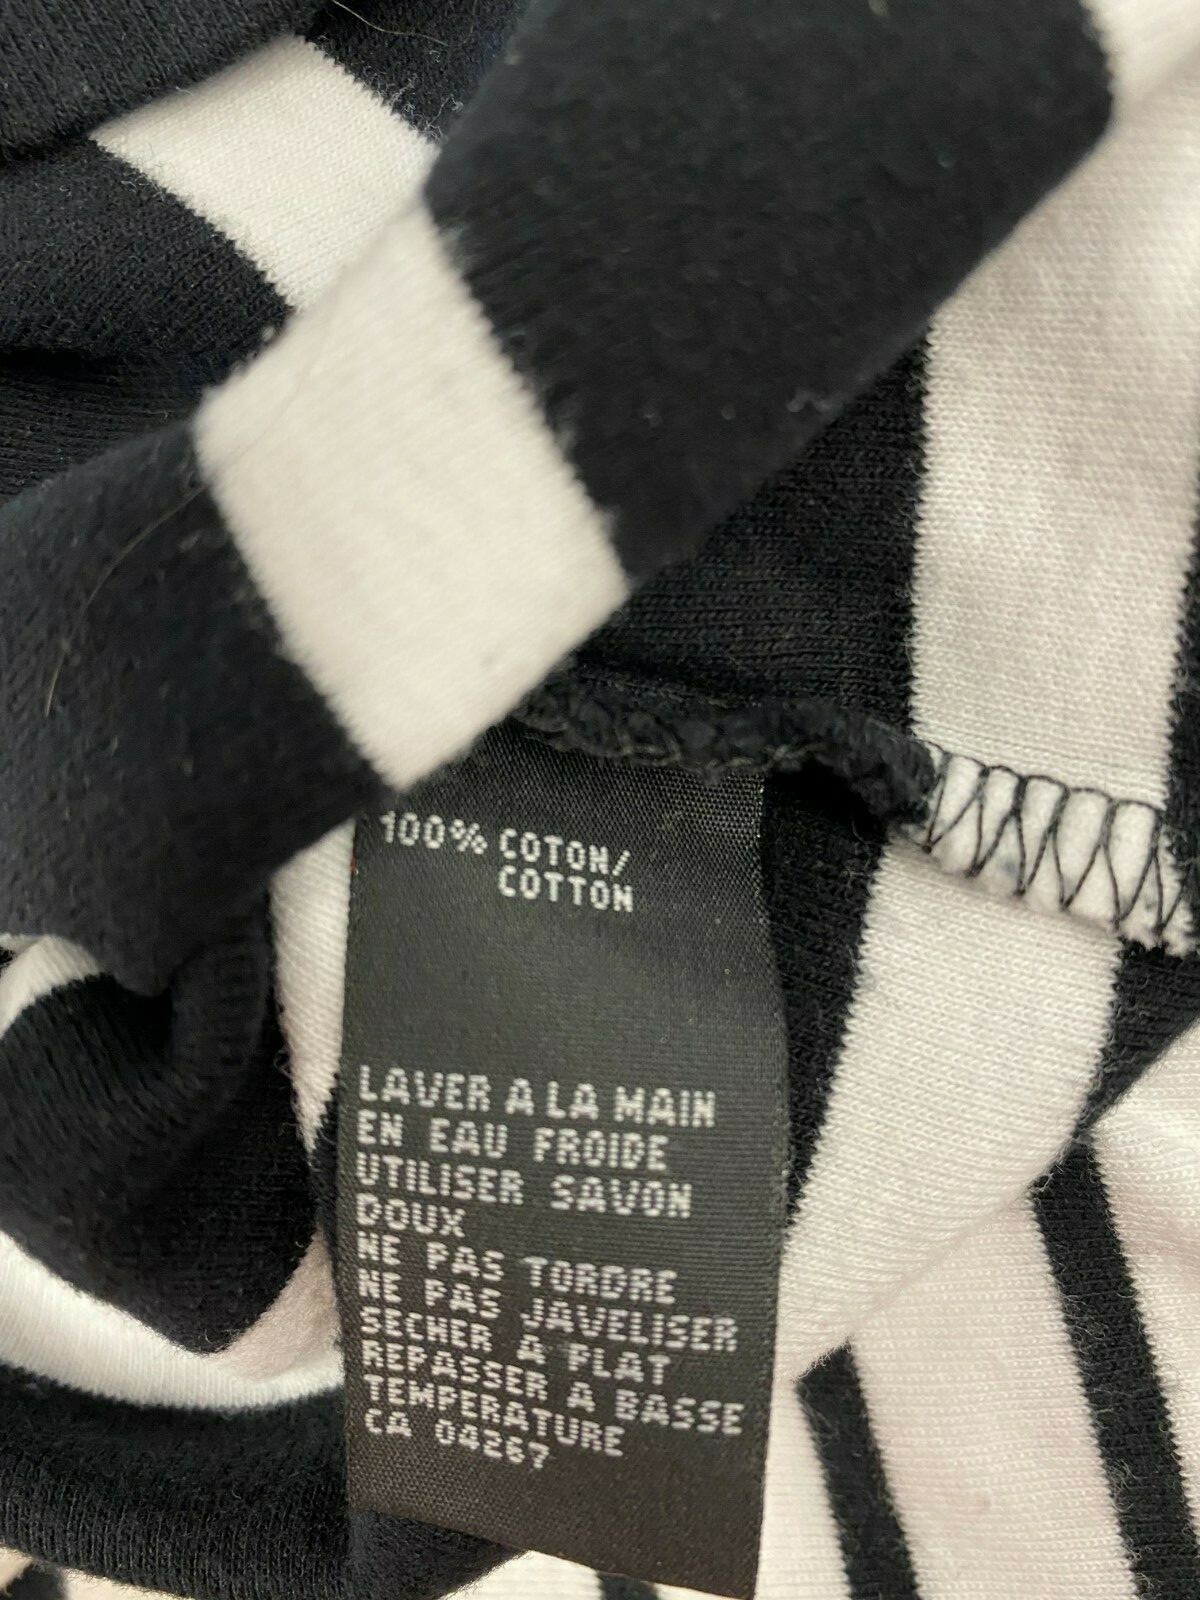 100% COTON/
COTTON
LAVER A LA MAIN
EN EAU FROIDE
UTILISER SAVON
DOUX
NE PAS TORDRE
NE PAS JAVELISER
SECHER A PLAT
REPASSER A BASSE
TEMPERATURE
CA 04267